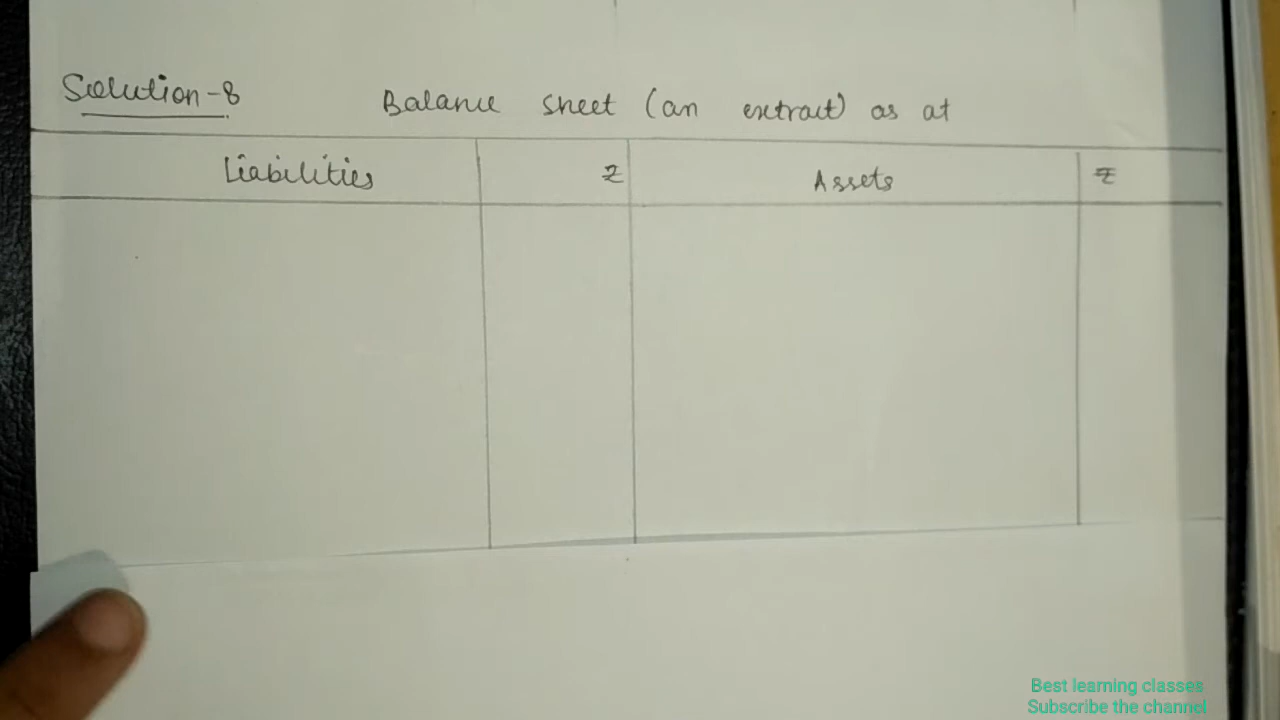 Solution-8
Balance sheet (an extract) as at
Liabilities ₹ Assets ₹
Best learning classes
Subscribe the channel